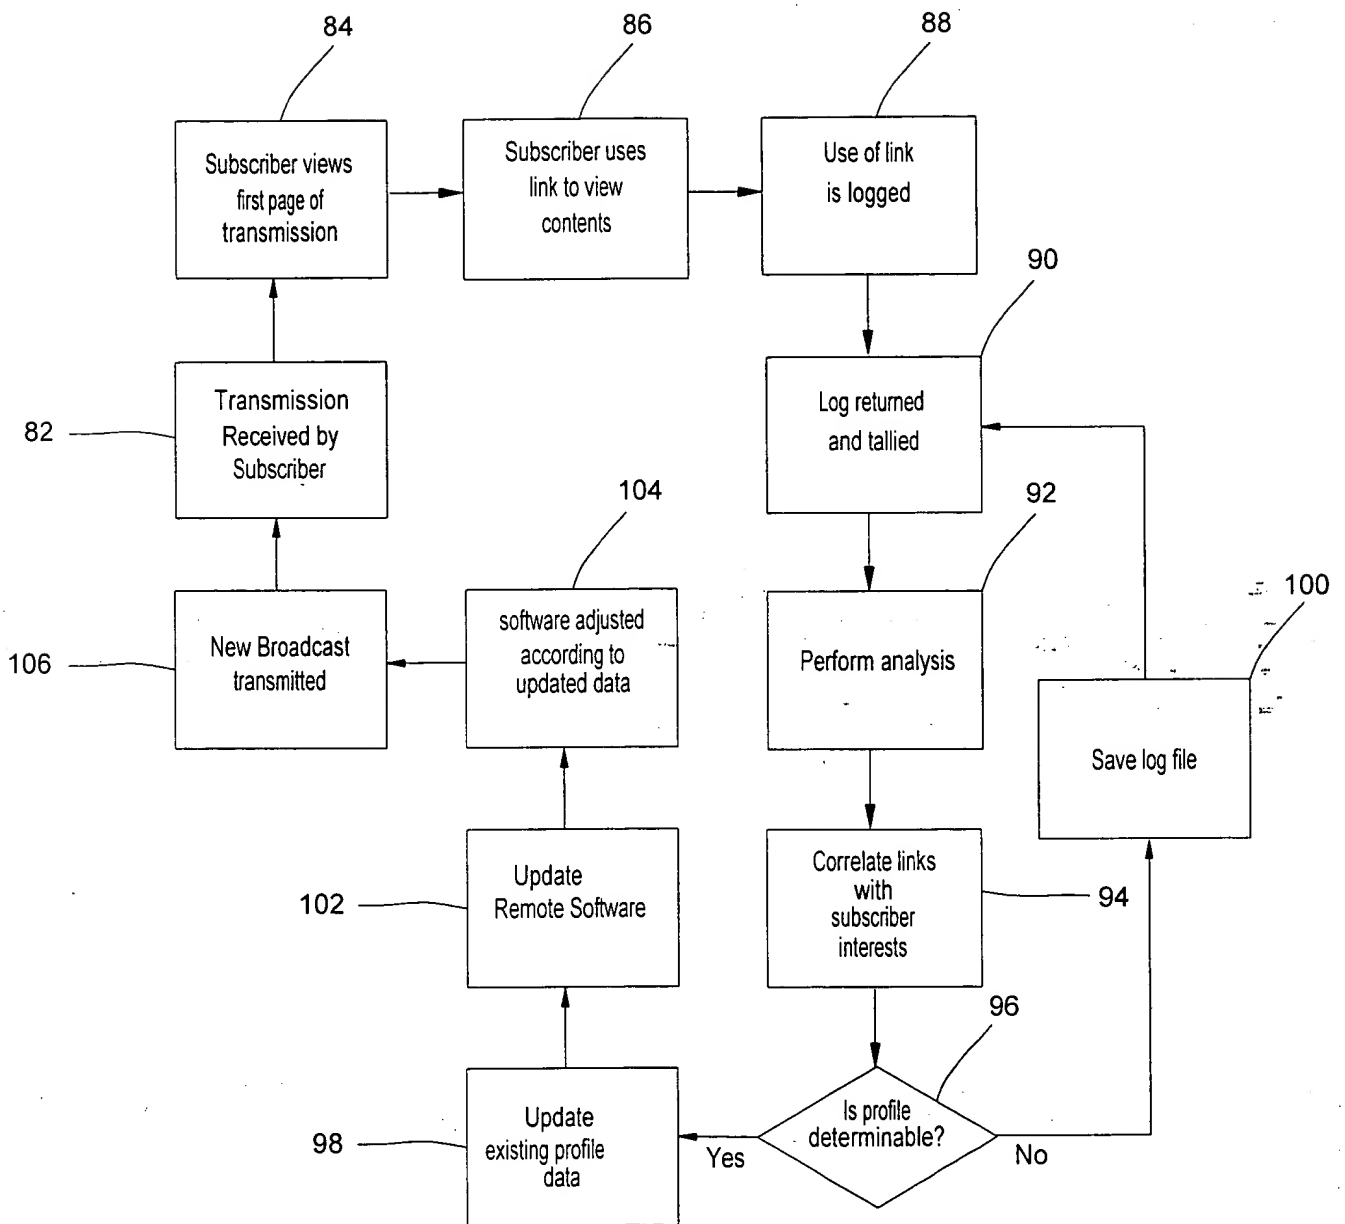 84
86
88
Subscriber views
first page of
transmission
Subscriber uses
link to view
contents
Use of link
is logged
90
Transmission
Received by
Subscriber
82
Log returned
and tallied
104
92
100
106
New Broadcast
transmitted
software adjusted
according to
updated data
Perform analysis
Save log file
102
Update
Remote Software
Correlate links
with
subscriber
interests
94
96
98
Update
existing profile
data
Yes
Is profile
determinable?
No